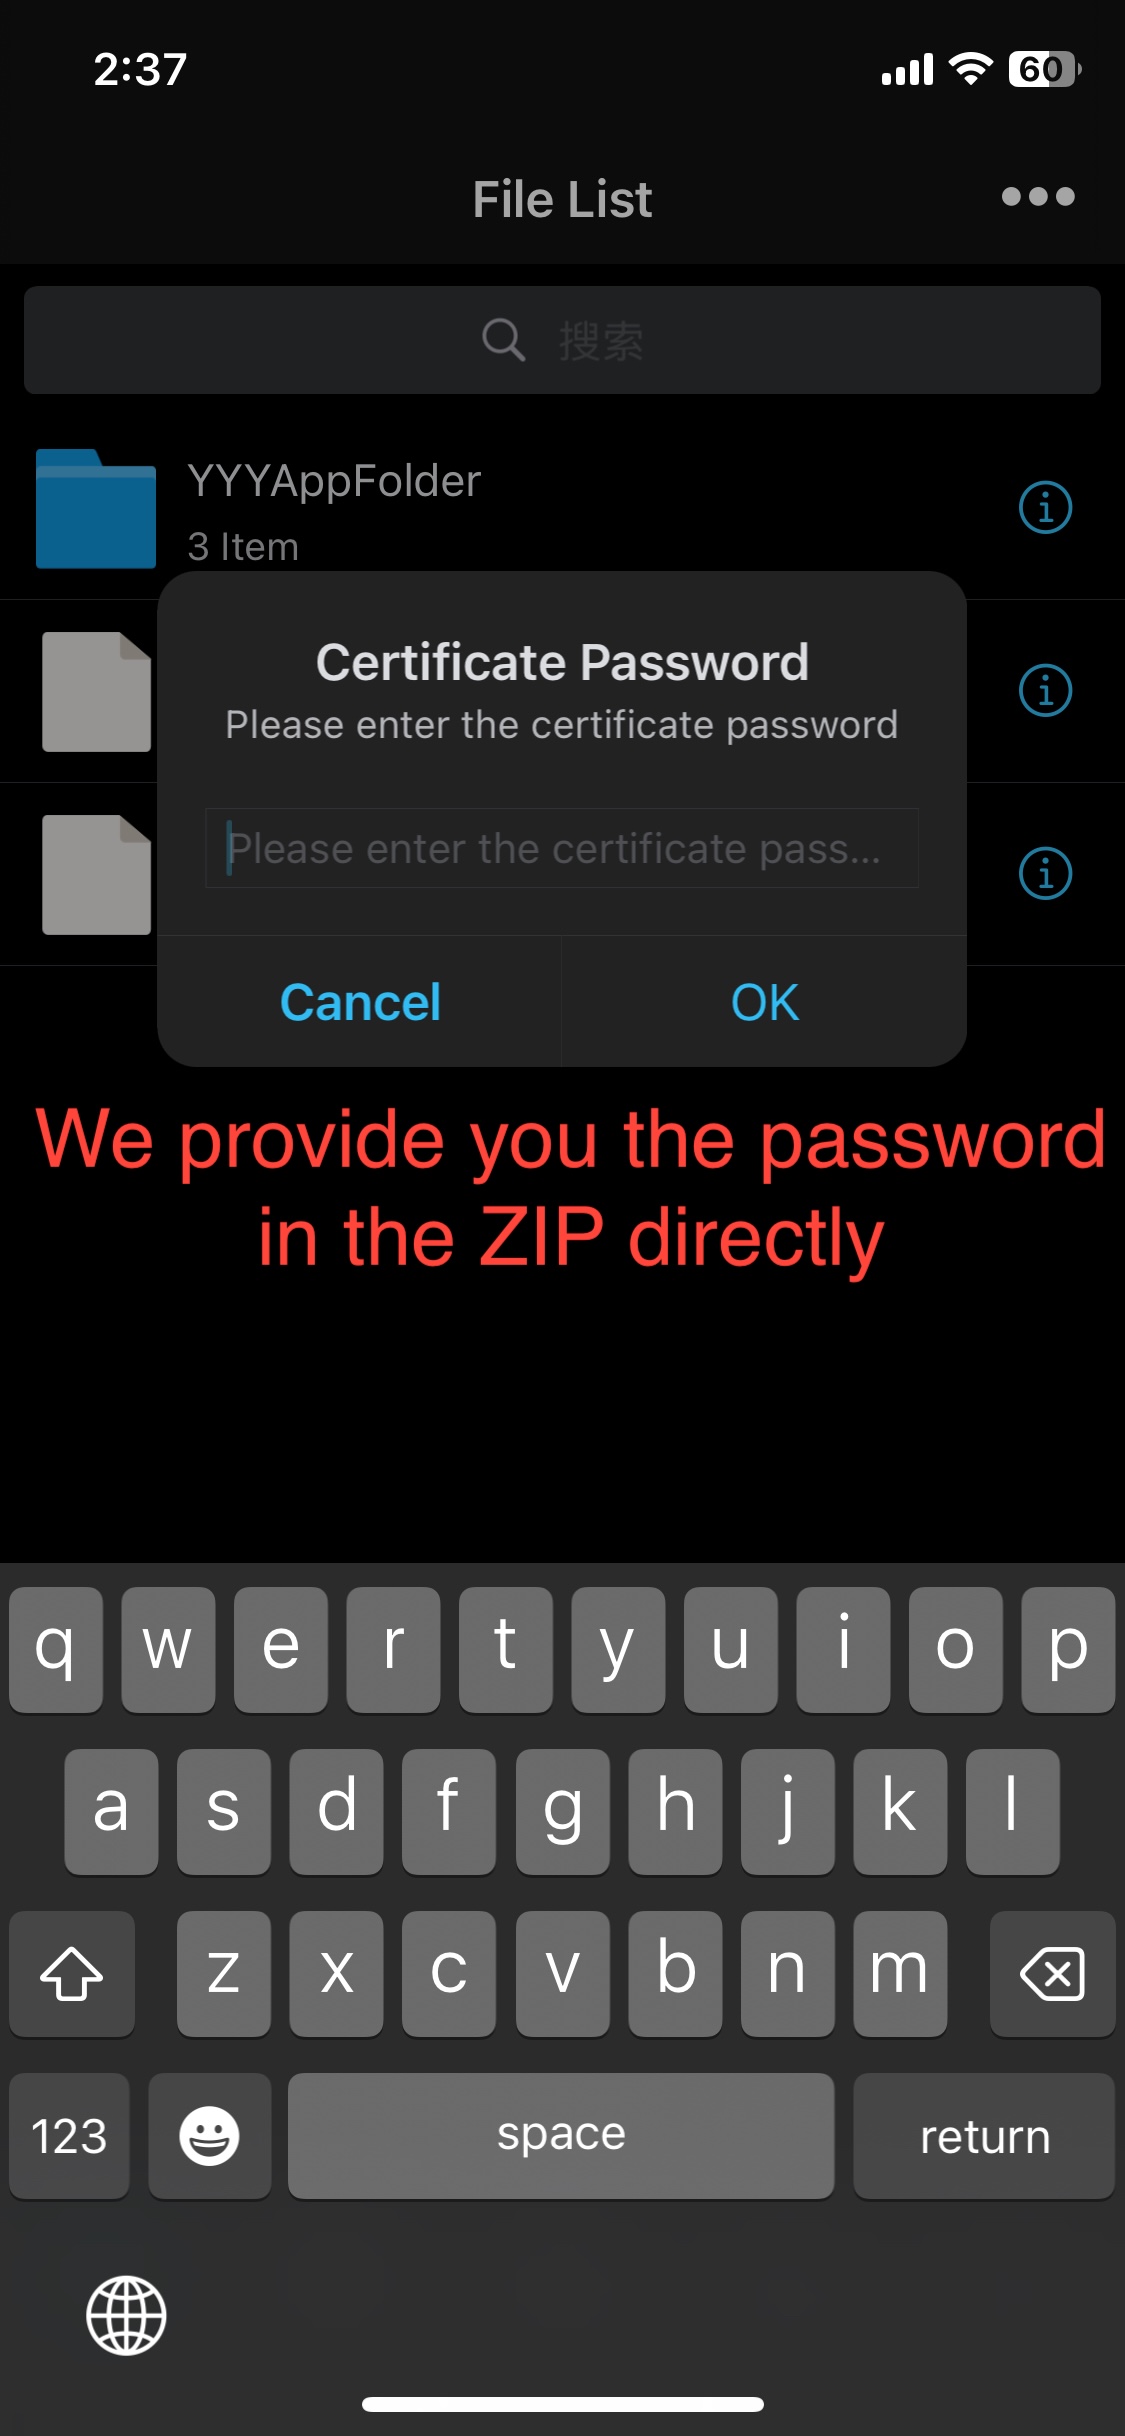 2:37
60
File List
搜索
YYYAppFolder
3 Item
Certificate Password
Please enter the certificate password
Please enter the certificate pass...
Cancel
OK
We provide you the password
in the ZIP directly
q w e r t y u i o p
a s d f g h j k l
z x c v b n m
123
space
return